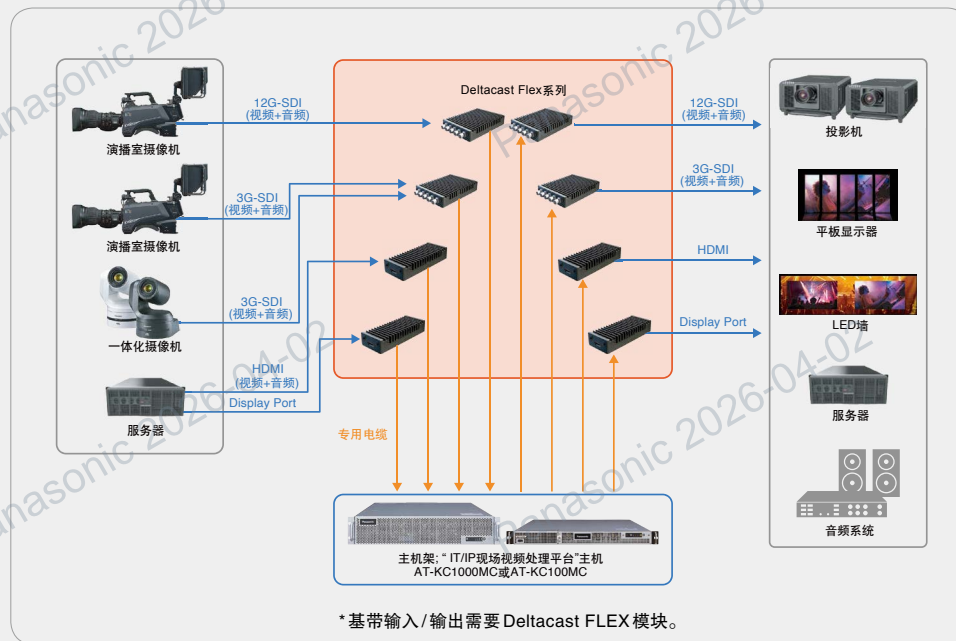 Deltacast Flex系列
12G-SDI
(视频+音频)
演播室摄像机
3G-SDI
(视频+音频)
演播室摄像机
3G-SDI
(视频+音频)
一体化摄像机
HDMI
(视频+音频)
Display Port
服务器
12G-SDI
(视频+音频)
投影机
3G-SDI
(视频+音频)
平板显示器
HDMI
LED墙
Display Port
服务器
音频系统
专用电缆
主机架;“ IT/IP现场视频处理平台”主机
AT-KC1000MC或AT-KC100MC
*基带输入/输出需要Deltacast FLEX模块。
Panasonic 2026-04-02
Panasonic 2026-04-02
Panasonic 2026-04-02
Panasonic 2026-04-02